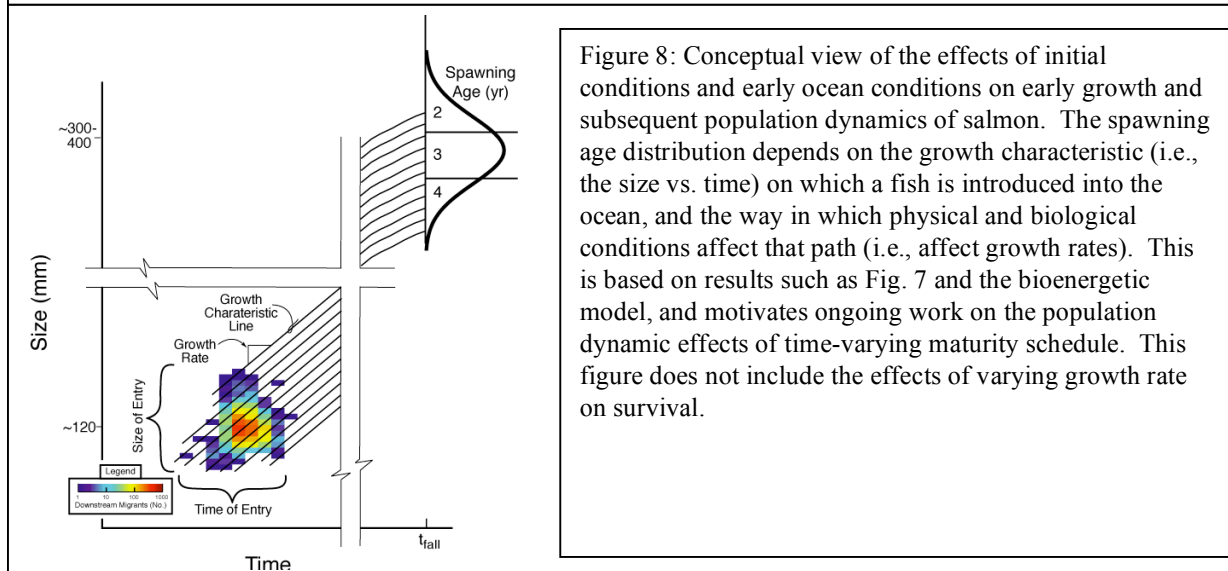 Spawning
Age (yr)
2
3
4
~300-
400
Size (mm)
Growth
Charateristic
Line
Growth
Rate
Size of Entry
~120
Legend
1 10 100 1000
Downstream Migrants (No.)
Time of Entry
tfall
Time
Figure 8: Conceptual view of the effects of initial
conditions and early ocean conditions on early growth and
subsequent population dynamics of salmon. The spawning
age distribution depends on the growth characteristic (i.e.,
the size vs. time) on which a fish is introduced into the
ocean, and the way in which physical and biological
conditions affect that path (i.e., affect growth rates). This
is based on results such as Fig. 7 and the bioenergetic
model, and motivates ongoing work on the population
dynamic effects of time-varying maturity schedule. This
figure does not include the effects of varying growth rate
on survival.